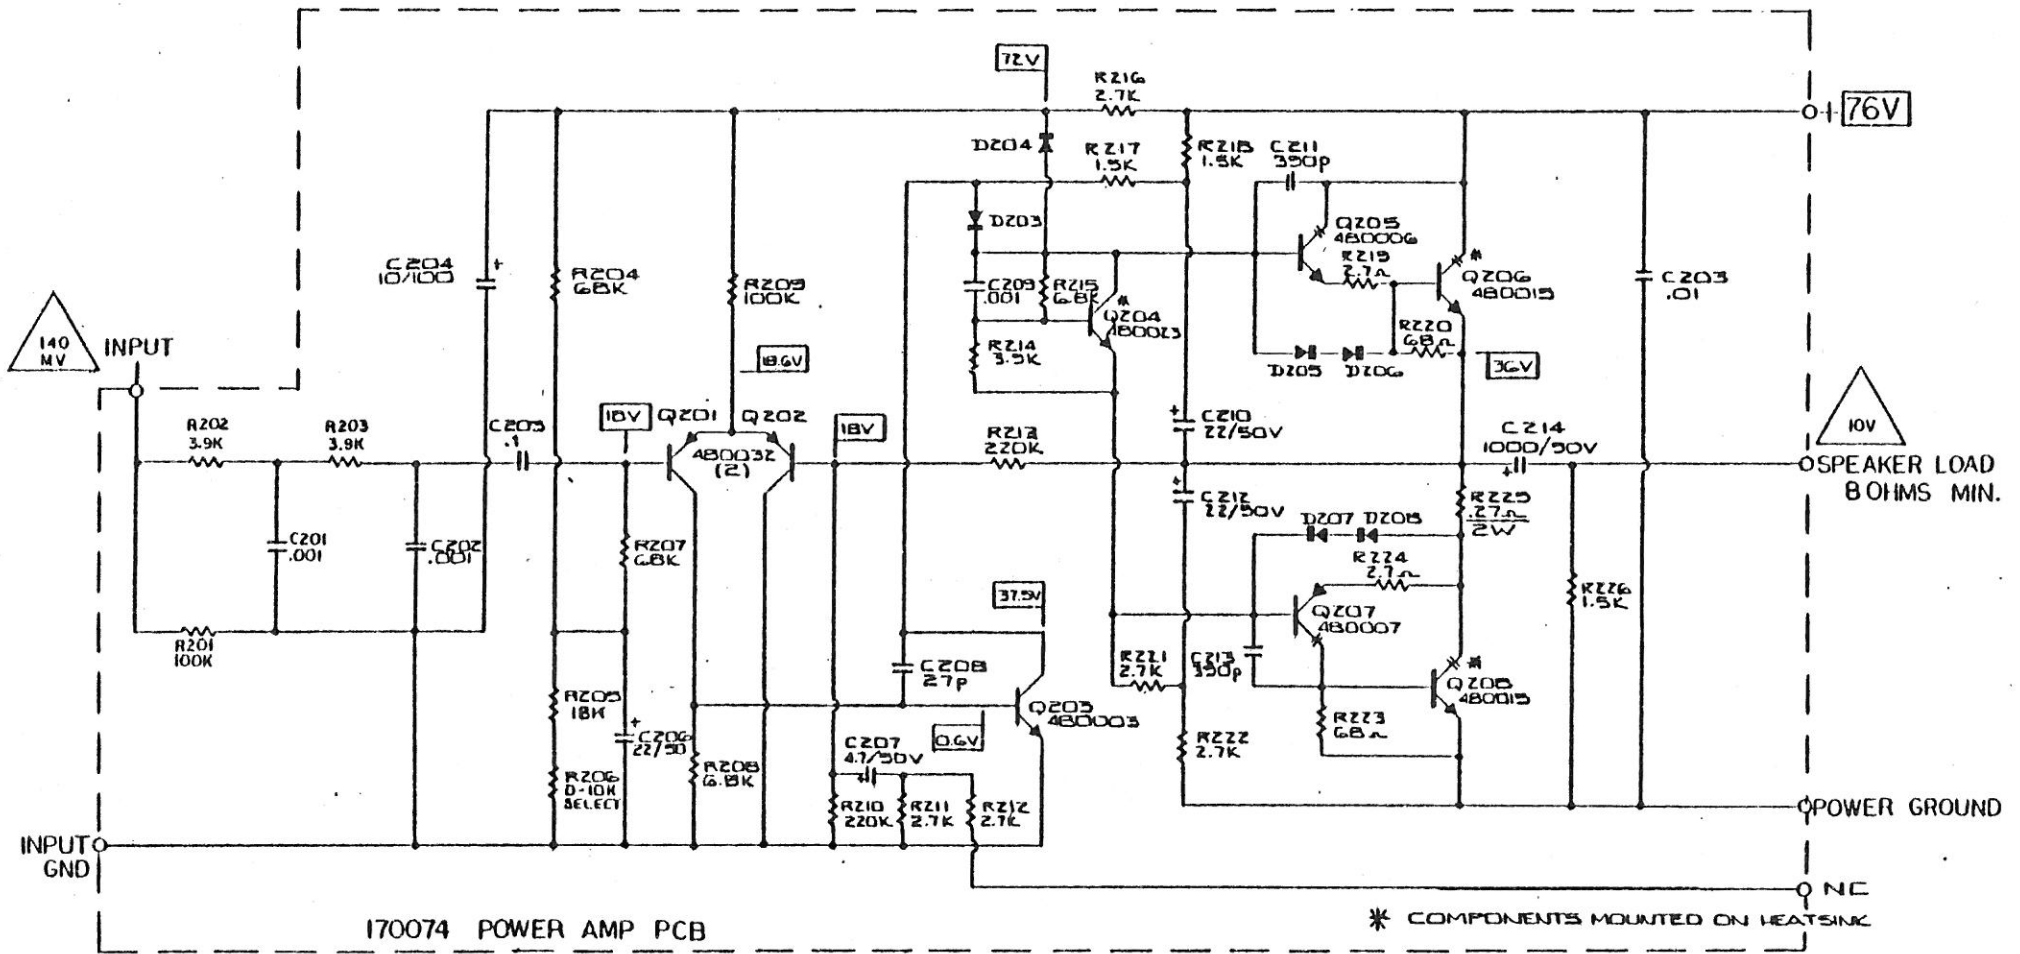 72V
R216
2.7K
76V
D204
R217
1.5K
R218
1.5K
C211
390p
D203
Q205
480006
R219
2.7Ω
C204
10/100
+
R204
68K
R209
100K
C209
.001
R215
6.8K
*
Q204
480023
*
Q206
480015
C203
.01
140
MV
INPUT
R214
3.9K
R220
68Ω
D205
D206
36V
18.6V
10V
R202
3.9K
R203
3.9K
C205
.1
18V
Q201
Q202
480032
(2)
18V
R213
220K
+
C210
22/50V
C214
1000/50V
+
SPEAKER LOAD
8 OHMS MIN.
+
C212
22/50V
R225
.27Ω
2W
D207
D208
C201
.001
C202
.001
R207
68K
R224
2.7Ω
37.5V
Q207
480007
R226
1.5K
R201
100K
C208
27p
R221
2.7K
C213
390p
*
Q208
480015
R205
18K
+
C206
22/50
Q203
480003
0.6V
R223
68Ω
R222
2.7K
C207
4.7/50V
+
R206
0-10K
SELECT
R208
6.8K
R210
220K
R211
2.7K
R212
2.7K
POWER GROUND
INPUT
GND
NC
170074 POWER AMP PCB
* COMPONENTS MOUNTED ON HEATSINK